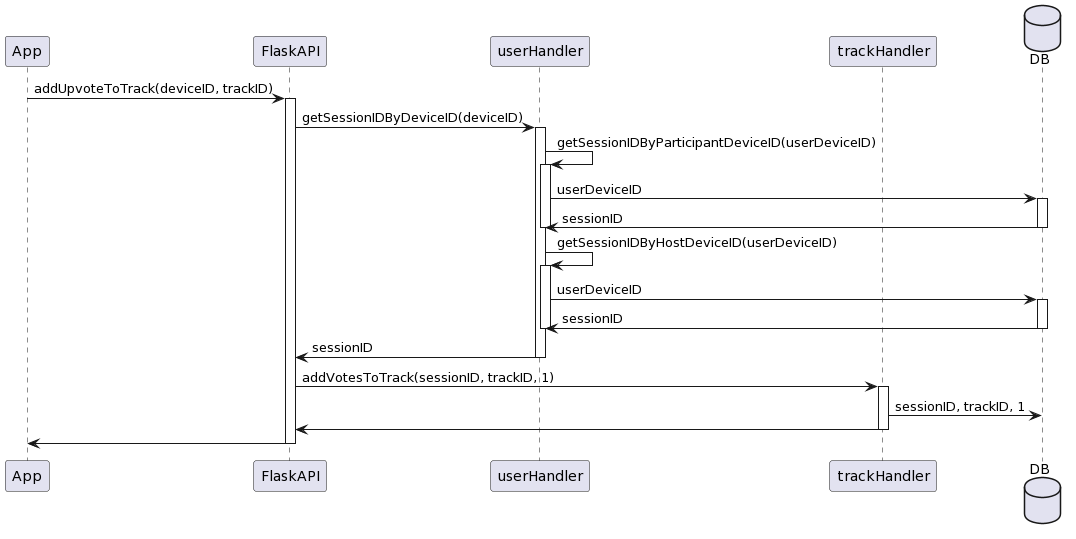 DB
App
FlaskAPI
userHandler
trackHandler
addUpvoteToTrack(deviceID, trackID)
getSessionIDByDeviceID(deviceID)
getSessionIDByParticipantDeviceID(userDeviceID)
userDeviceID
sessionID
getSessionIDByHostDeviceID(userDeviceID)
userDeviceID
sessionID
sessionID
addVotesToTrack(sessionID, trackID, 1)
sessionID, trackID, 1
App
FlaskAPI
userHandler
trackHandler
DB